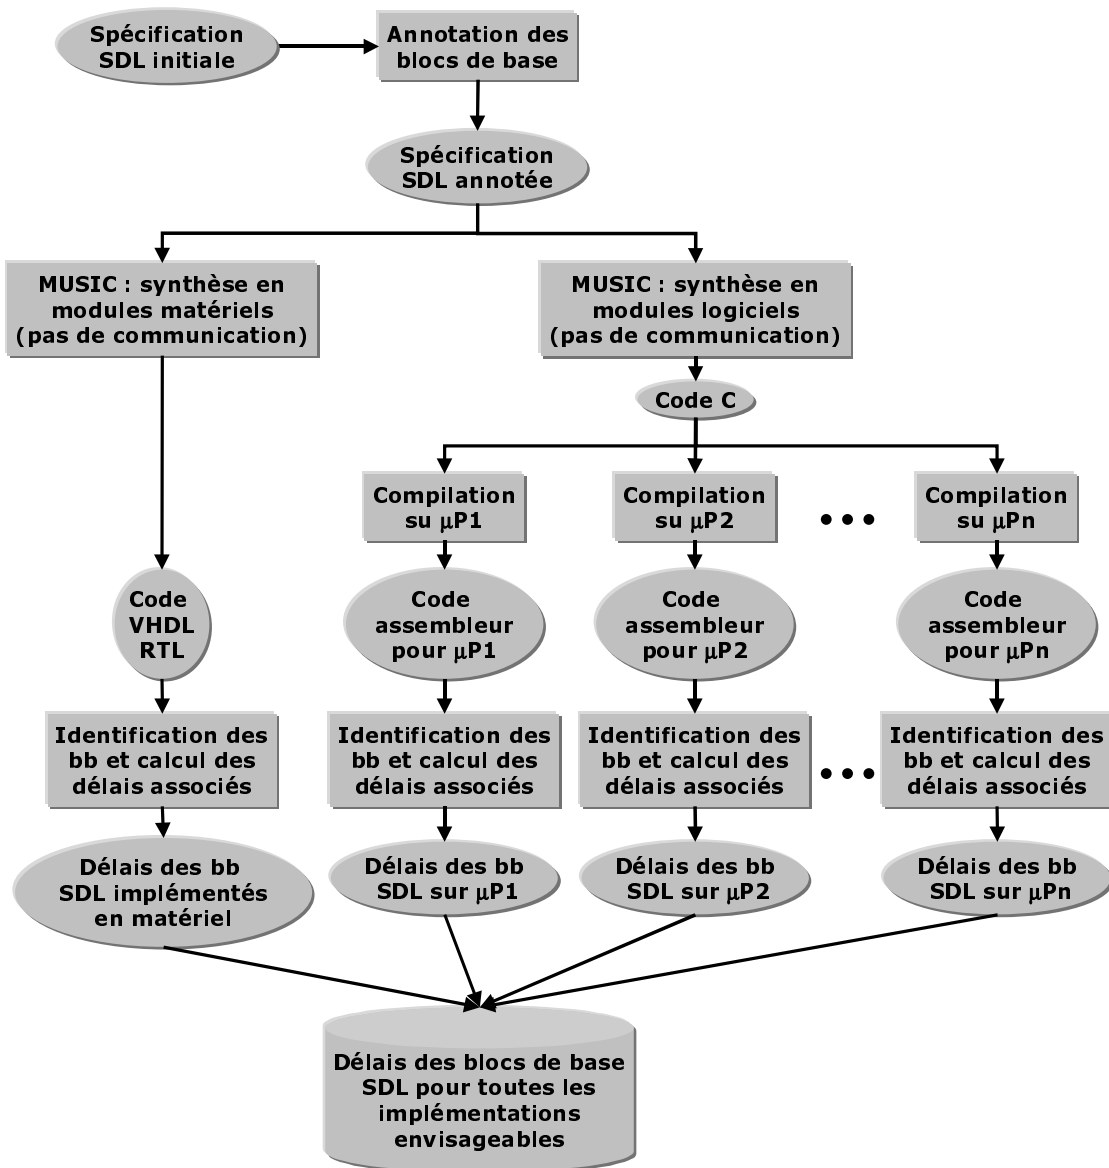 Spécification
SDL initiale
Annotation des
blocs de base
Spécification
SDL annotée
MUSIC : synthèse en
modules matériels
(pas de communication)
MUSIC : synthèse en
modules logiciels
(pas de communication)
Code C
Compilation
su µP1
Compilation
su µP2
Compilation
su µPn
Code
VHDL
RTL
Code
assembleur
pour µP1
Code
assembleur
pour µP2
Code
assembleur
pour µPn
Identification des
bb et calcul des
délais associés
Identification des
bb et calcul des
délais associés
Identification des
bb et calcul des
délais associés
Identification des
bb et calcul des
délais associés
Délais des bb
SDL implémentés
en matériel
Délais des bb
SDL sur µP1
Délais des bb
SDL sur µP2
Délais des bb
SDL sur µPn
Délais des blocs de base
SDL pour toutes les
implémentations
envisageables